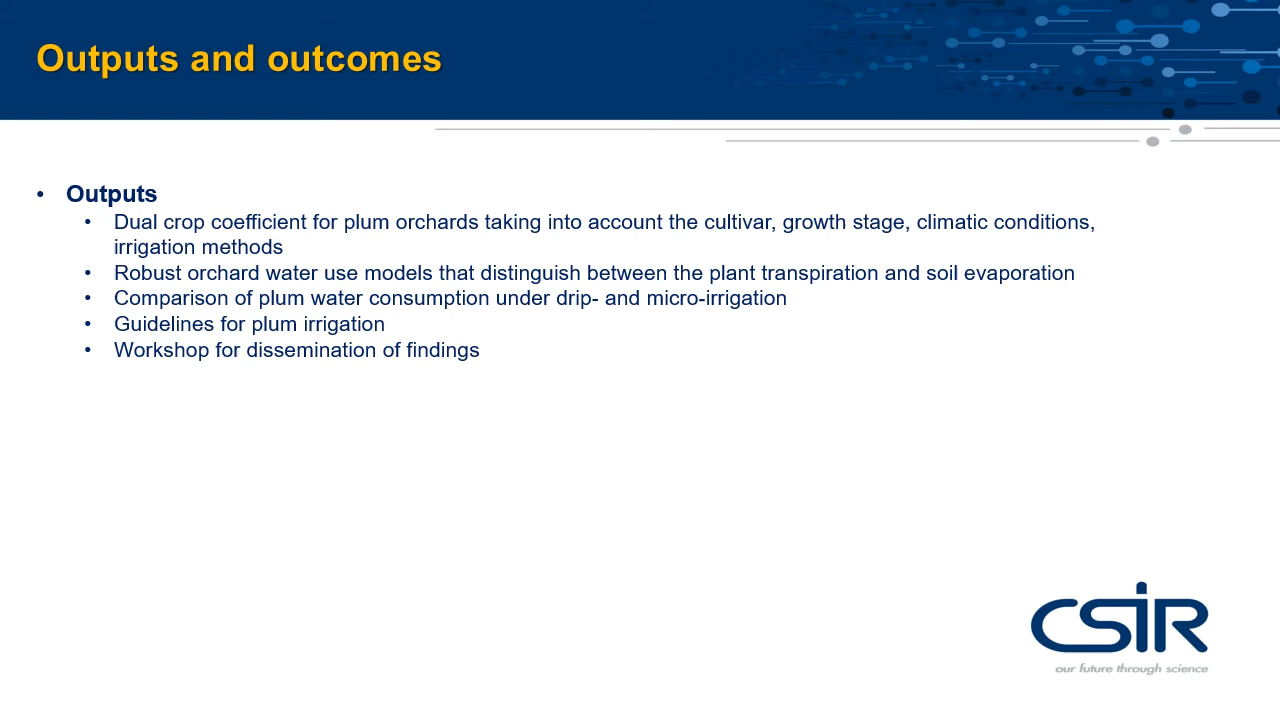 Outputs and outcomes
• Outputs
• Dual crop coefficient for plum orchards taking into account the cultivar, growth stage, climatic conditions,
irrigation methods
• Robust orchard water use models that distinguish between the plant transpiration and soil evaporation
• Comparison of plum water consumption under drip- and micro-irrigation
• Guidelines for plum irrigation
• Workshop for dissemination of findings
CSIR
our future through science